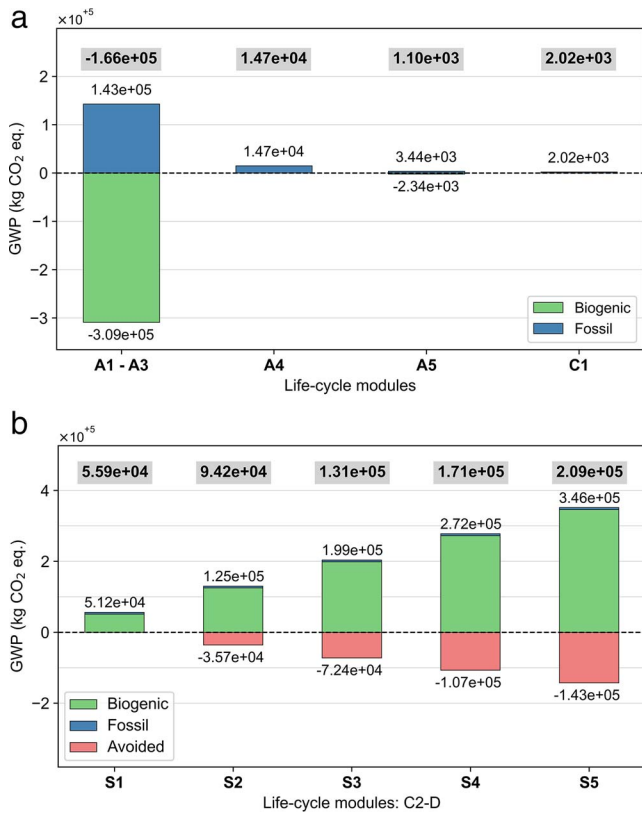 a
×10⁺⁵
-1.66e+05 1.47e+04 1.10e+03 2.02e+03
2
1.43e+05
1
1.47e+04 3.44e+03 2.02e+03
0
-2.34e+03
−1
GWP (kg CO₂ eq.)
−2
−3
-3.09e+05
Biogenic
Fossil
A1 - A3 A4 A5 C1
Life-cycle modules
b
×10⁺⁵
5.59e+04 9.42e+04 1.31e+05 1.71e+05 2.09e+05
4
3.46e+05
2.72e+05
2
1.99e+05
1.25e+05
5.12e+04
0
GWP (kg CO₂ eq.)
-3.57e+04
-7.24e+04
-1.07e+05
-1.43e+05
−2
Biogenic
Fossil
Avoided
S1 S2 S3 S4 S5
Life-cycle modules: C2-D